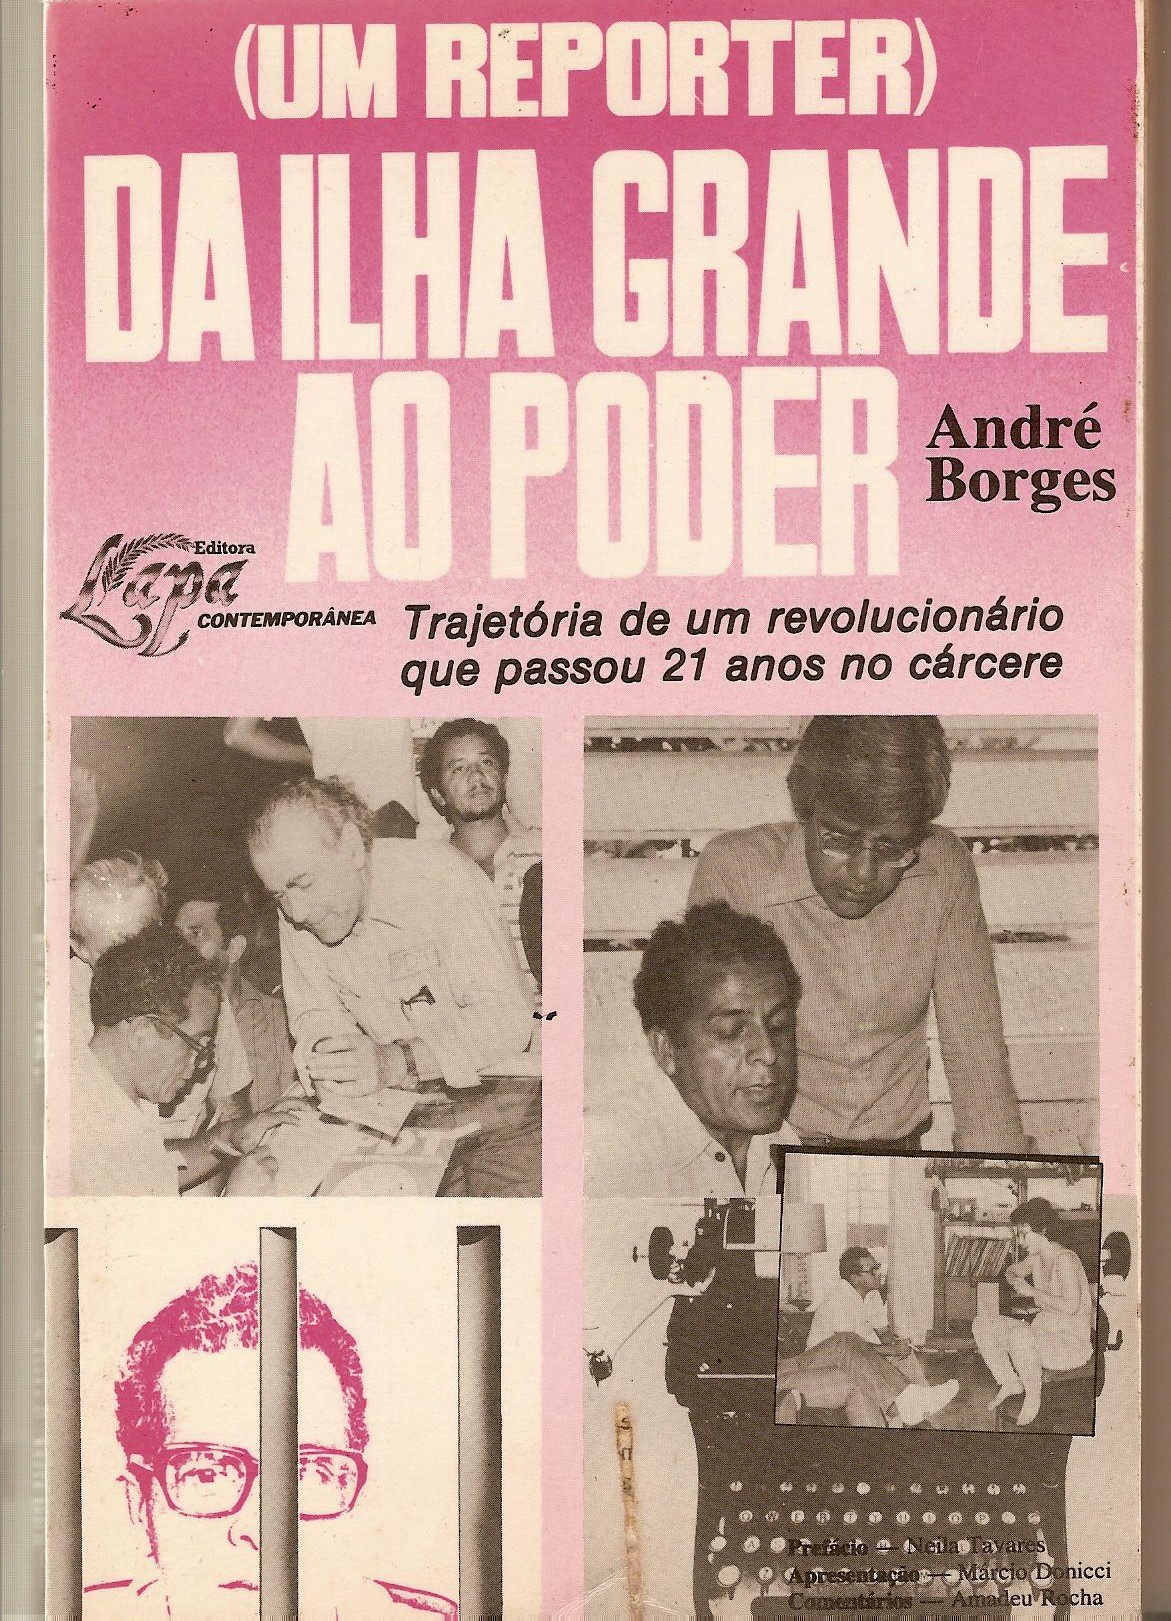 (UM REPORTER)
DA ILHA GRANDE
AO PODER
André
Borges
Editora
Lapa
CONTEMPORÂNEA
Trajetória de um revolucionário
que passou 21 anos no cárcere
Q W E R T Y U I O P
Prefácio — Neila Tavares
Apresentação — Márcio Donicci
Comentários — Amadeu Rocha